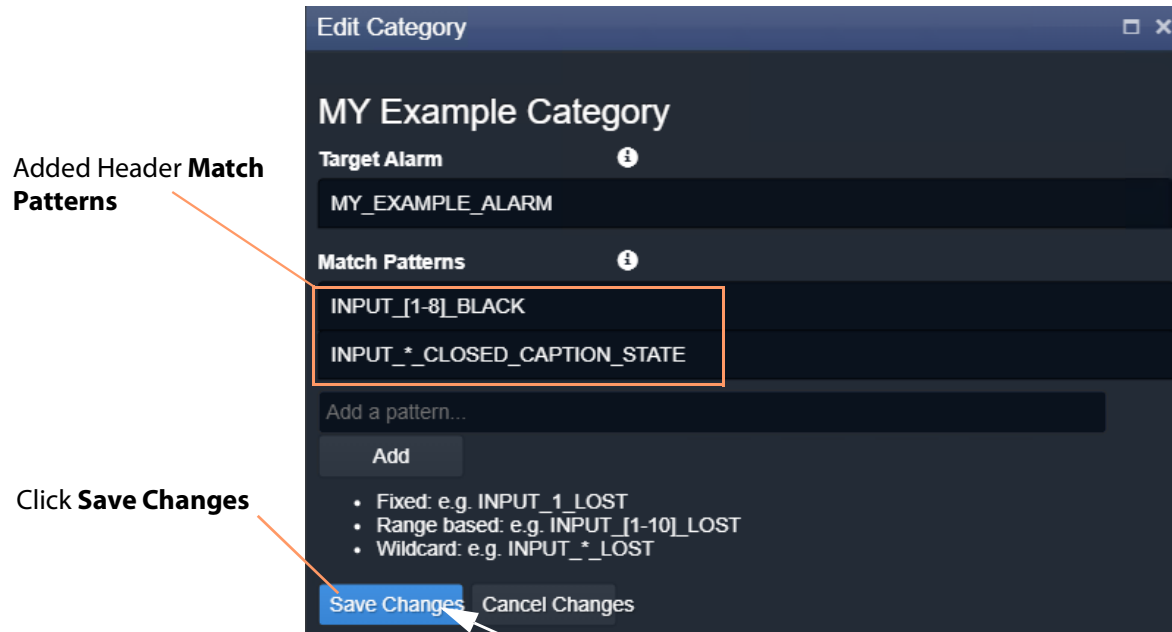 Edit Category
MY Example Category
Target Alarm
MY_EXAMPLE_ALARM
Added Header Match
Patterns
Match Patterns
INPUT_[1-8]_BLACK
INPUT_*_CLOSED_CAPTION_STATE
Add a pattern...
Add
• Fixed: e.g. INPUT_1_LOST
• Range based: e.g. INPUT_[1-10]_LOST
• Wildcard: e.g. INPUT_*_LOST
Click Save Changes
Save Changes Cancel Changes